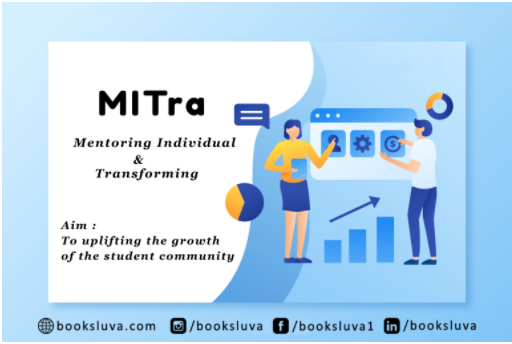 MITra
Mentoring Individual
&
Transforming
Aim :
To uplifting the growth
of the student community
$
booksluva.com /booksluva /booksluva1 /booksluva